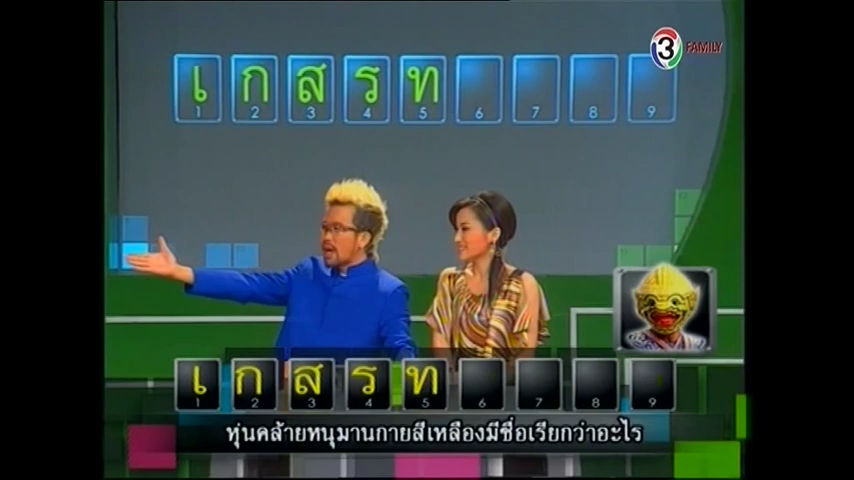 3 FAMILY
เ ก ส ร ท
1 2 3 4 5 6 7 8 9
เ ก ส ร ท
1 2 3 4 5 6 7 8 9
หุ่นคล้ายหนุมานกายสีเหลืองมีชื่อเรียกว่าอะไร